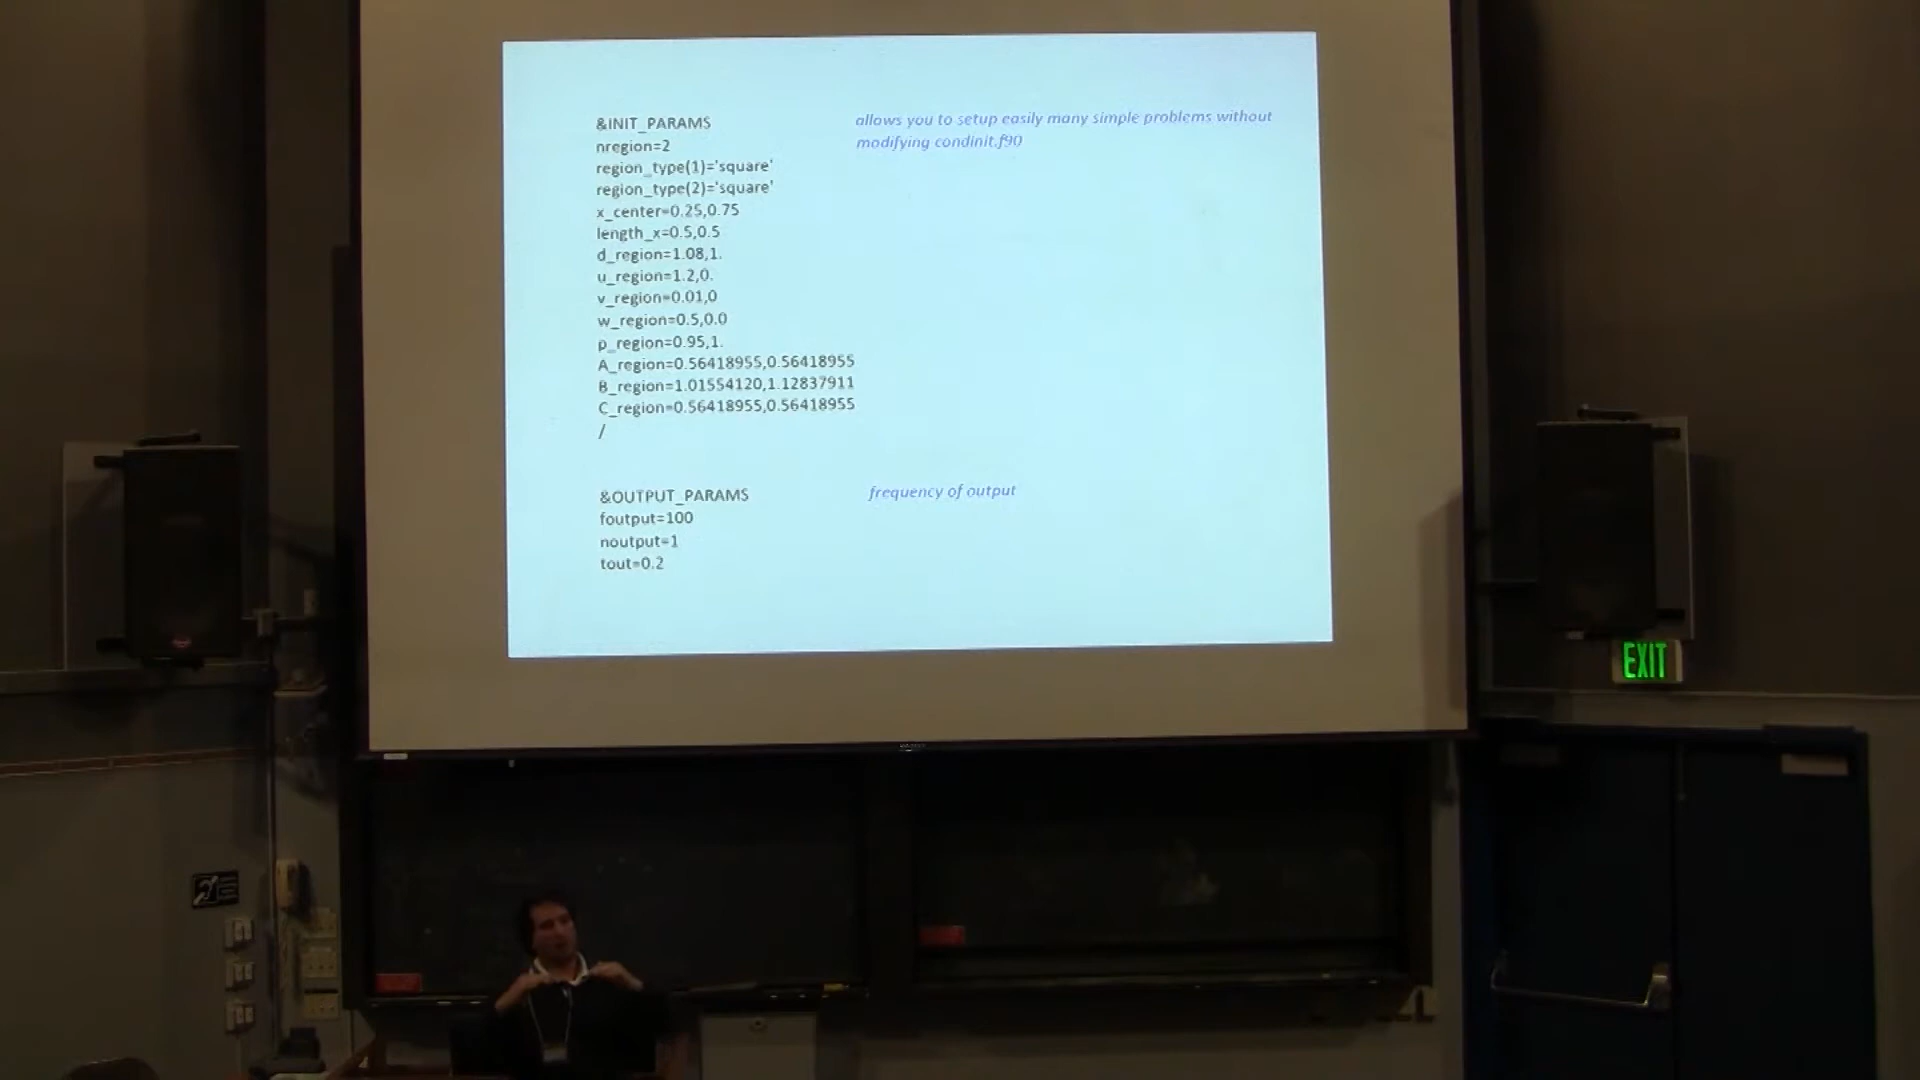 &INIT_PARAMS
allows you to setup easily many simple problems without
modifying condinit.f90
nregion=2
region_type(1)='square'
region_type(2)='square'
x_center=0.25,0.75
length_x=0.5,0.5
d_region=1.08,1.
u_region=1.2,0.
v_region=0.01,0
w_region=0.5,0.0
p_region=0.95,1.
A_region=0.56418955,0.56418955
B_region=1.01554120,1.12837911
C_region=0.56418955,0.56418955
/
&OUTPUT_PARAMS
frequency of output
foutput=100
noutput=1
tout=0.2
EXIT